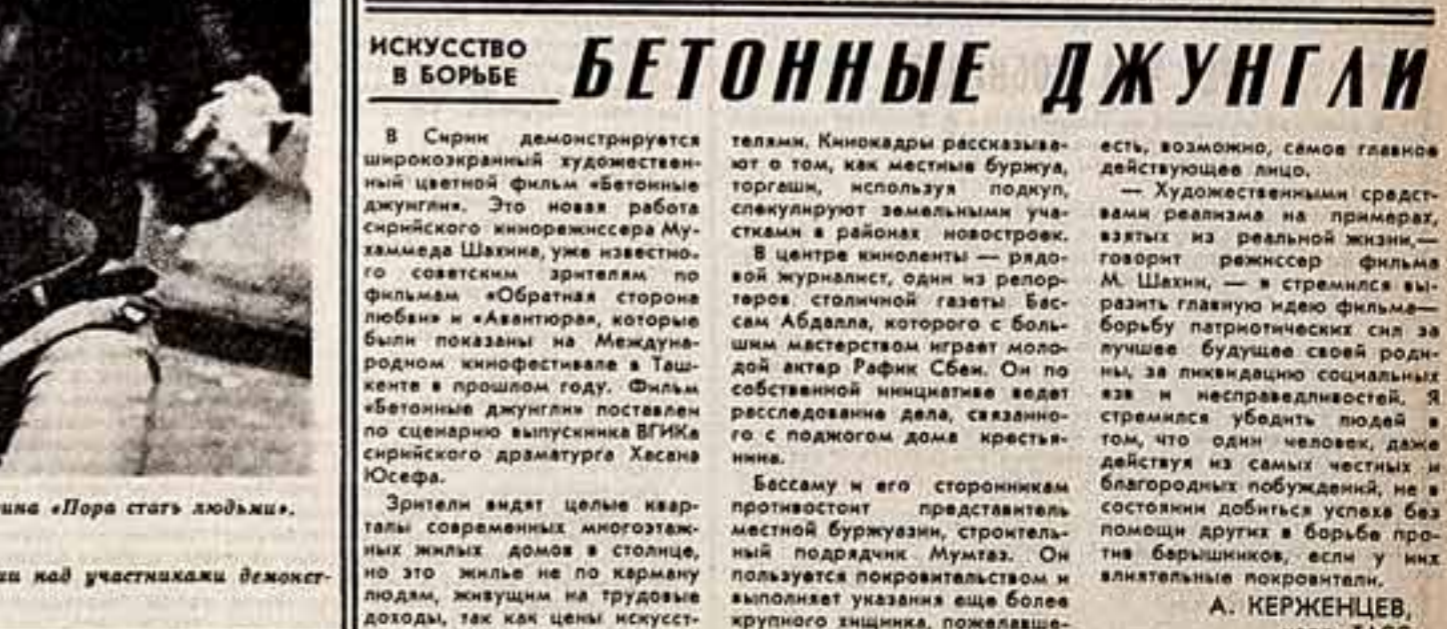 ИСКУССТВО
В БОРЬБЕ
БЕТОННЫЕ ДЖУНГЛИ
В Сирии демонстрируется
широкоэкранный художествен-
ный цветной фильм «Бетонные
джунгли». Это новая работа
сирийского кинорежиссера Му-
хаммеда Шахина, уже известно-
го советским зрителям по
фильмам «Обратная сторона
любви» и «Авантюра», которые
были показаны на Междуна-
родном кинофестивале в Таш-
кенте в прошлом году. Фильм
«Бетонные джунгли» поставлен
по сценарию выпускника ВГИКа
сирийского драматурга Хасана
Юсефа.
Зрители видят целые квар-
талы современных многоэтаж-
ных жилых домов в столице,
но это жилье не по карману
людям, живущим на трудовые
доходы, так как цены искусст-
телями. Кинокадры рассказыва-
ют о том, как местные буржуа,
торгаши, используя подкуп,
спекулируют земельными уча-
стками в районах новостроек.
В центре киноленты — рядо-
вой журналист, один из репор-
теров столичной газеты Бас-
сам Абдалла, которого с боль-
шим мастерством играет моло-
дой актер Рафик Сбеи. Он по
собственной инициативе ведет
расследование дела, связанно-
го с поджогом дома крестья-
нина.
Бассаму и его сторонникам
противостоит представитель
местной буржуазии, строитель-
ный подрядчик Мумтаз. Он
пользуется покровительством и
выполняет указания еще более
крупного хищника, пожелавше-
есть, возможно, самое главное
действующее лицо.
— Художественными средст-
вами реализма на примерах,
взятых из реальной жизни,—
говорит режиссер фильма
М. Шахин, — я стремился вы-
разить главную идею фильма—
борьбу патриотических сил за
лучшее будущее своей роди-
ны, за ликвидацию социальных
язв и несправедливостей. Я
стремился убедить людей в
том, что один человек, даже
действуя из самых честных и
благородных побуждений, не в
состоянии добиться успеха без
помощи других в борьбе про-
тив барышников, если у них
влиятельные покровители.
А. КЕРЖЕНЦЕВ,
ина «Пора стать людьми».
ии над участниками демонст-